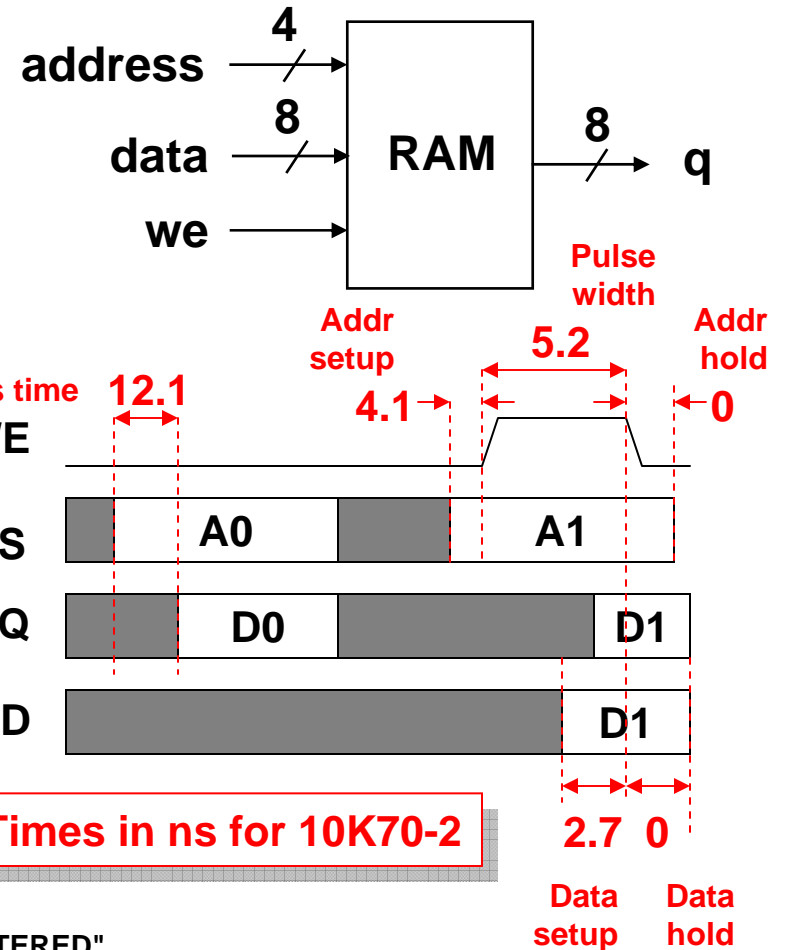 4
address
8
data
RAM
8
q
we
Pulse
width
Addr
setup
5.2
Addr
hold
s time
12.1
4.1
0
E
S
A0
A1
Q
D0
D1
D
D1
Times in ns for 10K70-2
2.7
0
Data
setup
Data
hold
TERED"